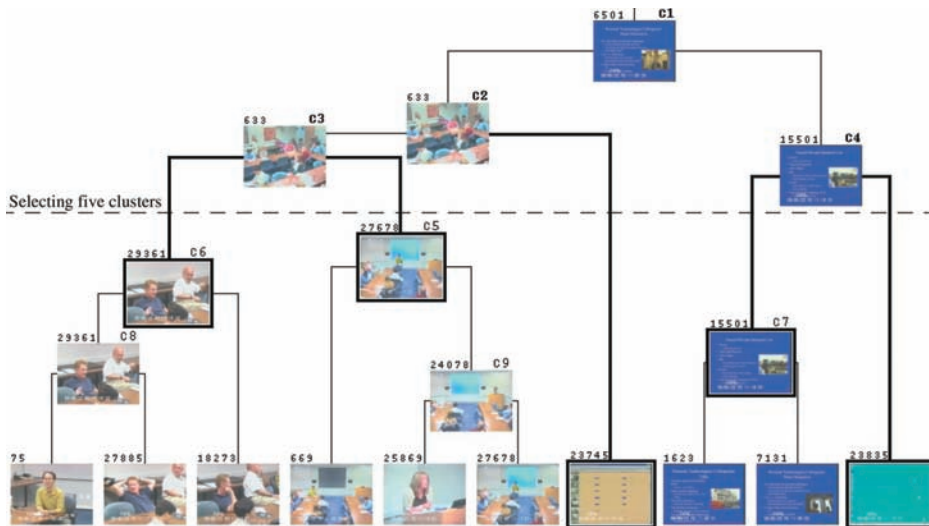 6501 C1
633 C2
633 C3
15501 C4
Selecting five clusters
27678 C5
29361 C6
15501 C7
29361 C8
24078 C9
75
27885
18273
669
25869
27678
23745
1623
7131
23835